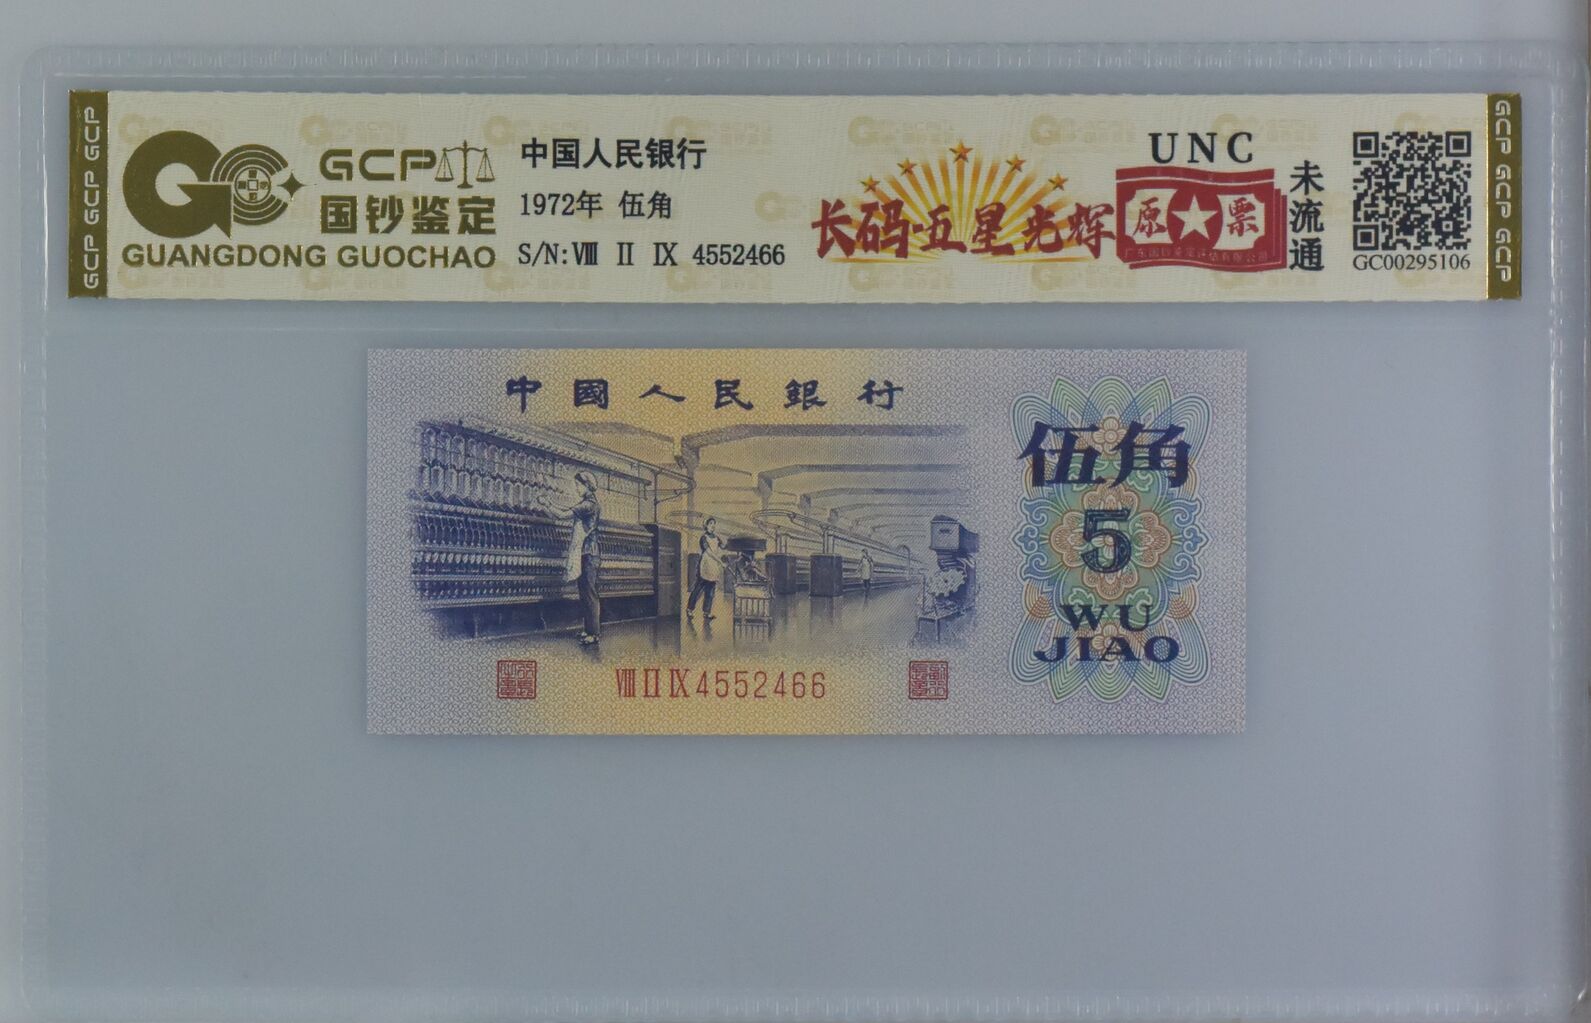 GCP GCP GCP
GCP
国钞鉴定
GUANGDONG GUOCHAO
中国人民银行
1972年 伍角
S/N:Ⅷ Ⅱ Ⅸ 4552466
长码·五星光辉
UNC
原★票
未流通
GC00295106
GCP GCP GCP
中國人民銀行
伍角
5
WU
JIAO
Ⅷ Ⅱ Ⅸ 4552466